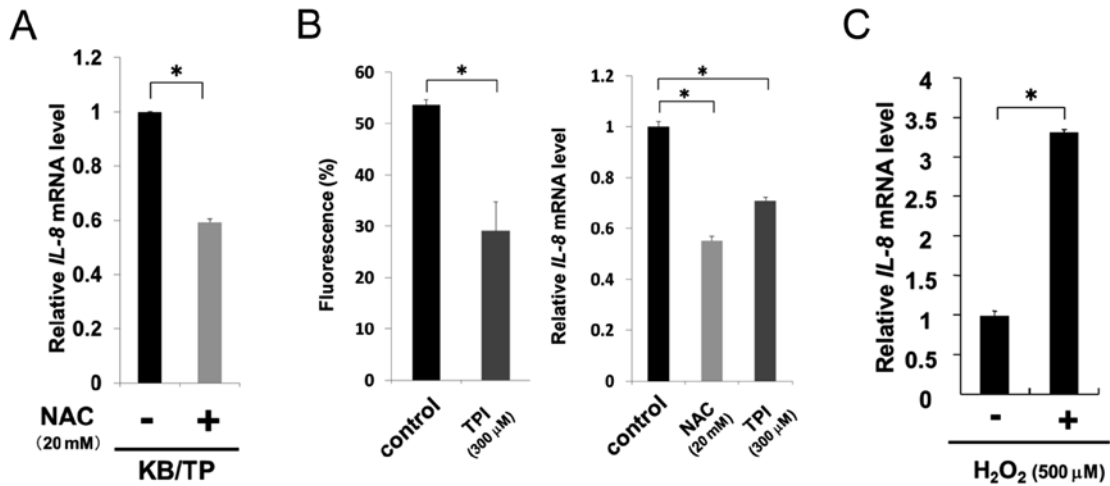 A
Relative IL-8 mRNA level
1.2
1
0.8
0.6
0.4
0.2
0
*
NAC
(20 mM)
- +
KB/TP
B
Fluorescence (%)
60
50
40
30
20
10
0
*
control
TPI
(300 μM)
Relative IL-8 mRNA level
1.2
1
0.8
0.6
0.4
0.2
0
*
*
control
NAC
(20 mM)
TPI
(300 μM)
C
Relative IL-8 mRNA level
4
3.5
3
2.5
2
1.5
1
0.5
0
*
- +
H₂O₂ (500 μM)